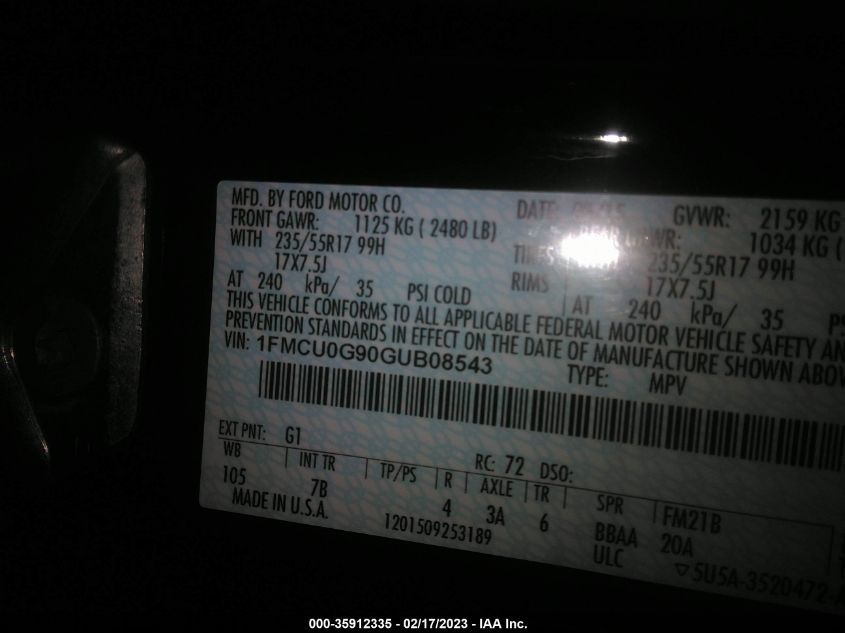 MFD. BY FORD MOTOR CO. DATE: GVWR: 2159 KG
FRONT GAWR: 1125 KG ( 2480 LB) 1034 KG (
WITH 235/55R17 99H TIRES 235/55R17 99H
17X7.5J RIMS 17X7.5J
AT 240 kPa/ 35 PSI COLD AT 240 kPa/ 35
THIS VEHICLE CONFORMS TO ALL APPLICABLE FEDERAL MOTOR VEHICLE SAFETY
PREVENTION STANDARDS IN EFFECT ON THE DATE OF MANUFACTURE SHOWN
VIN: 1FMCU0G90GUB08543 TYPE: MPV
EXT PNT: G1 RC: 72 DSO:
WB INT TR TP/PS R AXLE TR SPR FM21B
105 7B 4 3A 6 BBAA 20A
MADE IN U.S.A. 1201509253189 ULC ▽5U5A-3520472-
000-35912335 - 02/17/2023 - IAA Inc.